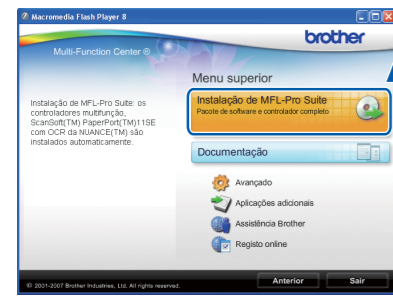 Macromedia Flash Player 8
brother
Multi-Function Center ®
Menu superior
Instalação de MFL-Pro Suite
Pacote de software e controlador completo
Instalação de MFL-Pro Suite: os
controladores multifunção,
ScanSoft(TM) PaperPort(TM)11SE
com OCR da NUANCE(TM) são
instalados automaticamente.
Documentação
Avançado
Aplicações adicionais
Assistência Brother
Registo online
© 2001-2007 Brother Industries, Ltd. All rights reserved.
Anterior
Sair